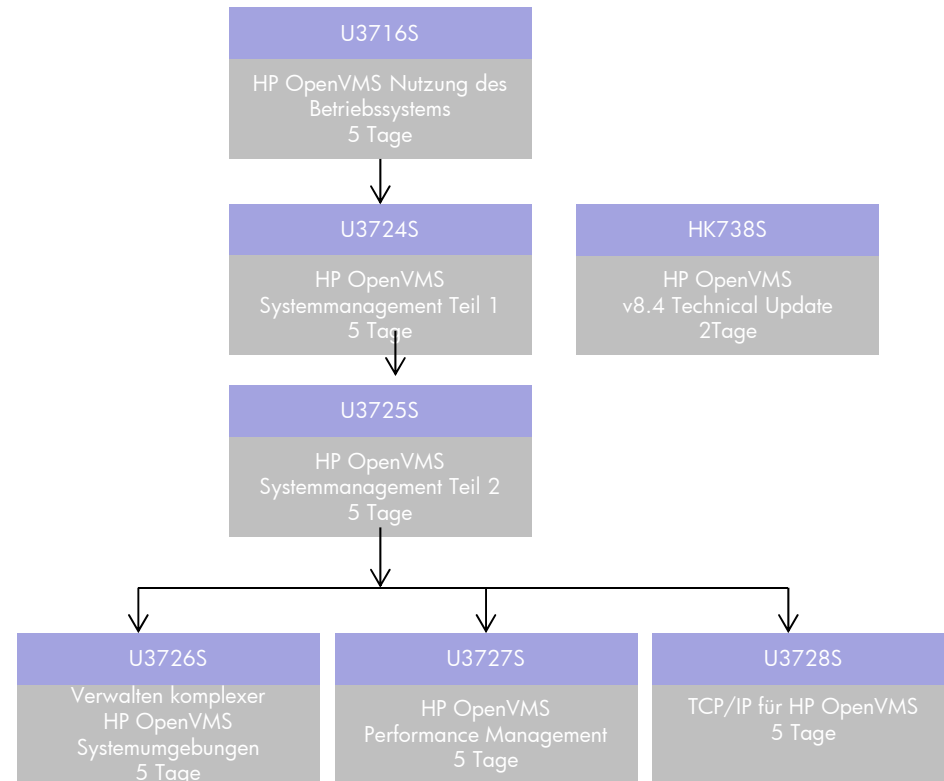 U3716S
HP OpenVMS Nutzung des
Betriebssystems
5 Tage
U3724S
HP OpenVMS
Systemmanagement Teil 1
5 Tage
HK738S
HP OpenVMS
v8.4 Technical Update
2Tage
U3725S
HP OpenVMS
Systemmanagement Teil 2
5 Tage
U3726S
Verwalten komplexer
HP OpenVMS
Systemumgebungen
5 Tage
U3727S
HP OpenVMS
Performance Management
5 Tage
U3728S
TCP/IP für HP OpenVMS
5 Tage